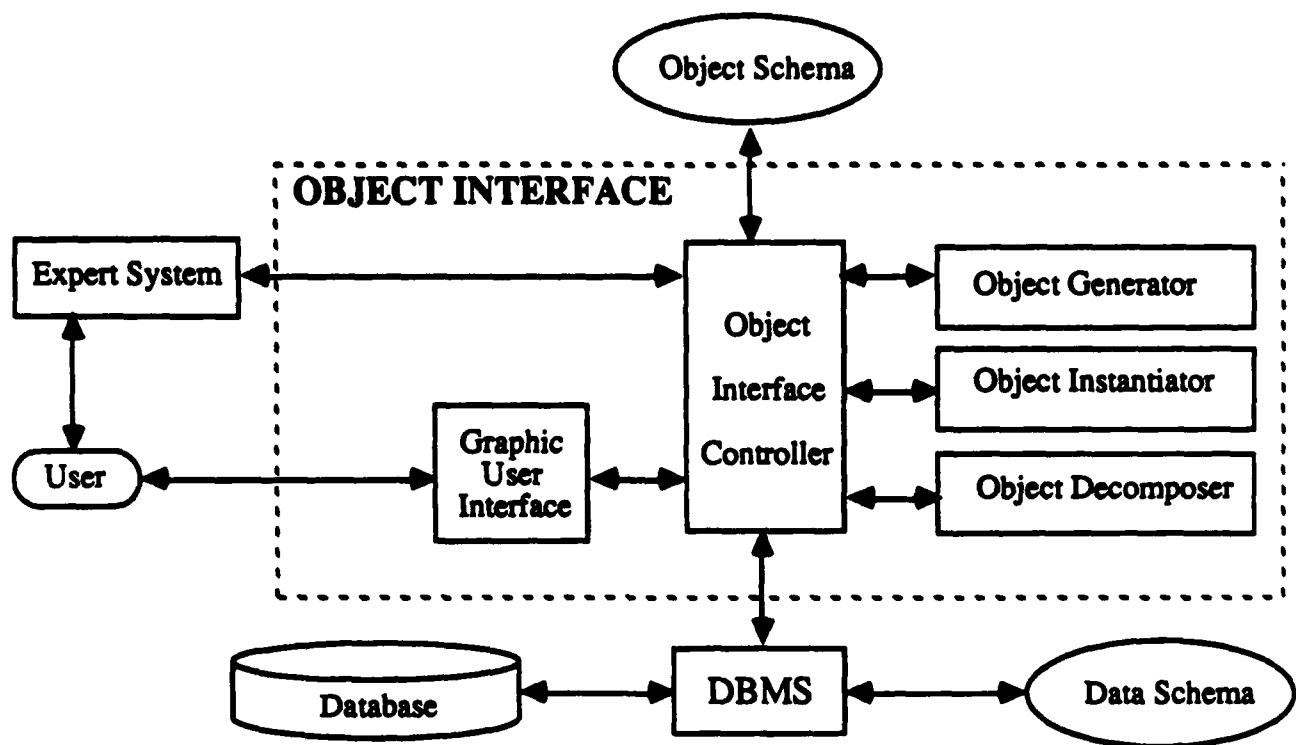 Object Schema
OBJECT INTERFACE
Expert System
Object
Interface
Controller
Object Generator
Object Instantiator
Object Decomposer
User
Graphic
User
Interface
Database
DBMS
Data Schema